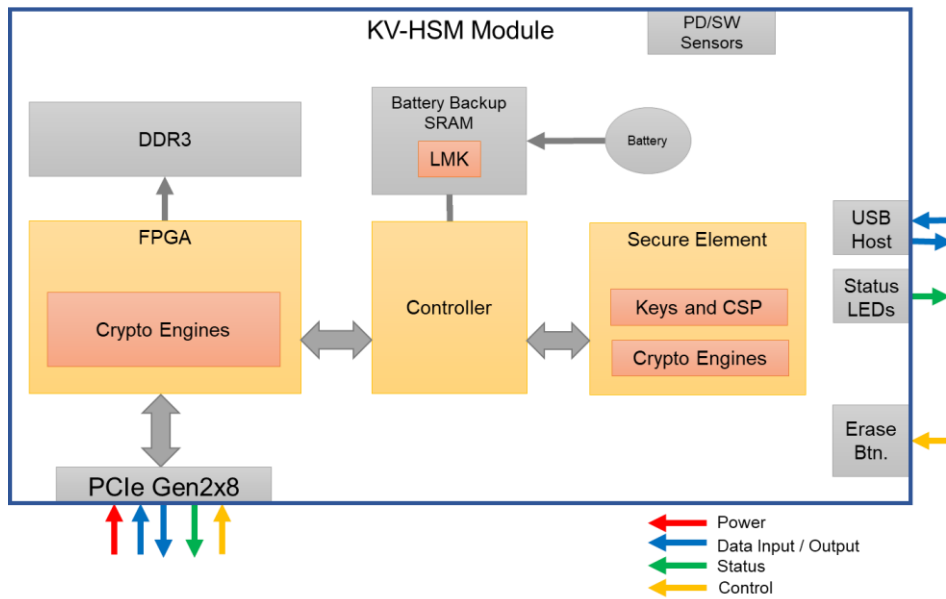 KV-HSM Module
PD/SW
Sensors
Battery Backup
SRAM
LMK
Battery
DDR3
FPGA
Crypto Engines
Controller
Secure Element
Keys and CSP
Crypto Engines
USB
Host
Status
LEDs
Erase
Btn.
PCIe Gen2x8
Power
Data Input / Output
Status
Control